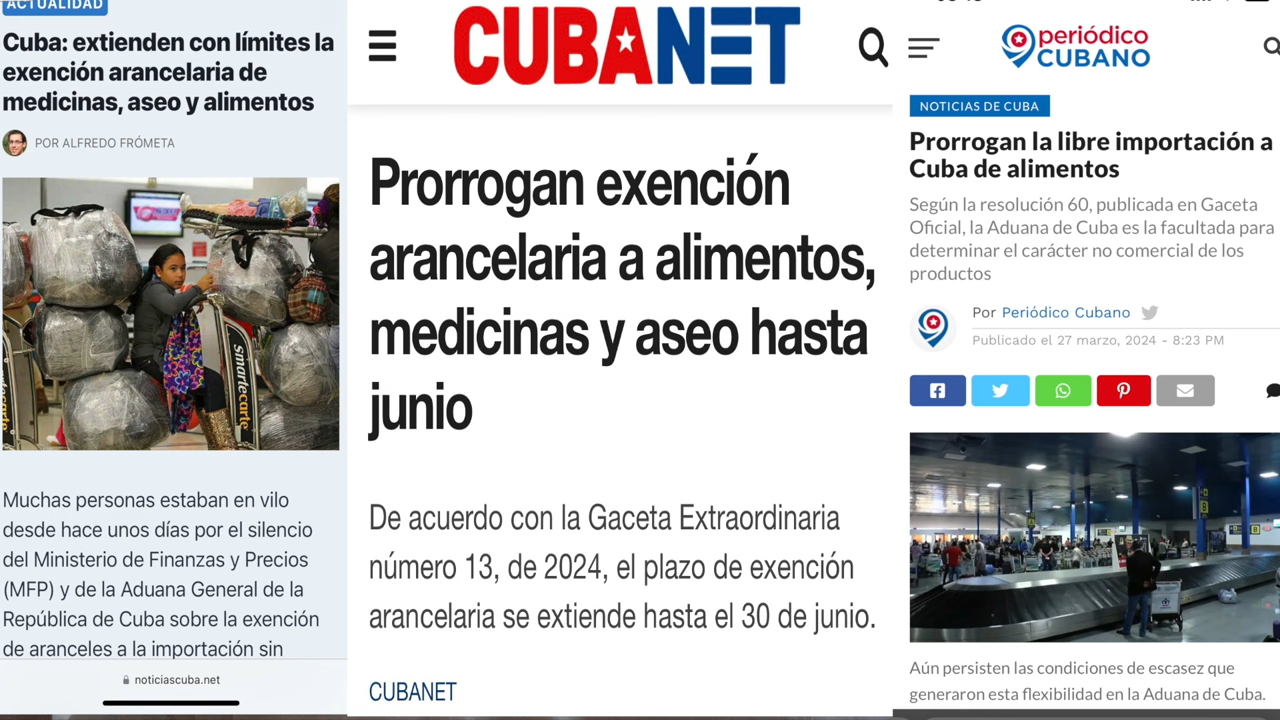 ACTUALIDAD
Cuba: extienden con límites la
exención arancelaria de
medicinas, aseo y alimentos
POR ALFREDO FRÓMETA
smartecarte
Muchas personas estaban en vilo
desde hace unos días por el silencio
del Ministerio de Finanzas y Precios
(MFP) y de la Aduana General de la
República de Cuba sobre la exención
de aranceles a la importación sin
noticiascuba.net
CUBANET
Prorrogan exención
arancelaria a alimentos,
medicinas y aseo hasta
junio
De acuerdo con la Gaceta Extraordinaria
número 13, de 2024, el plazo de exención
arancelaria se extiende hasta el 30 de junio.
CUBANET
periódico
CUBANO
NOTICIAS DE CUBA
Prorrogan la libre importación a
Cuba de alimentos
Según la resolución 60, publicada en Gaceta
Oficial, la Aduana de Cuba es la facultada para
determinar el carácter no comercial de los
productos
Por Periódico Cubano
Publicado el 27 marzo, 2024 - 8:23 PM
Aún persisten las condiciones de escasez que
generaron esta flexibilidad en la Aduana de Cuba.